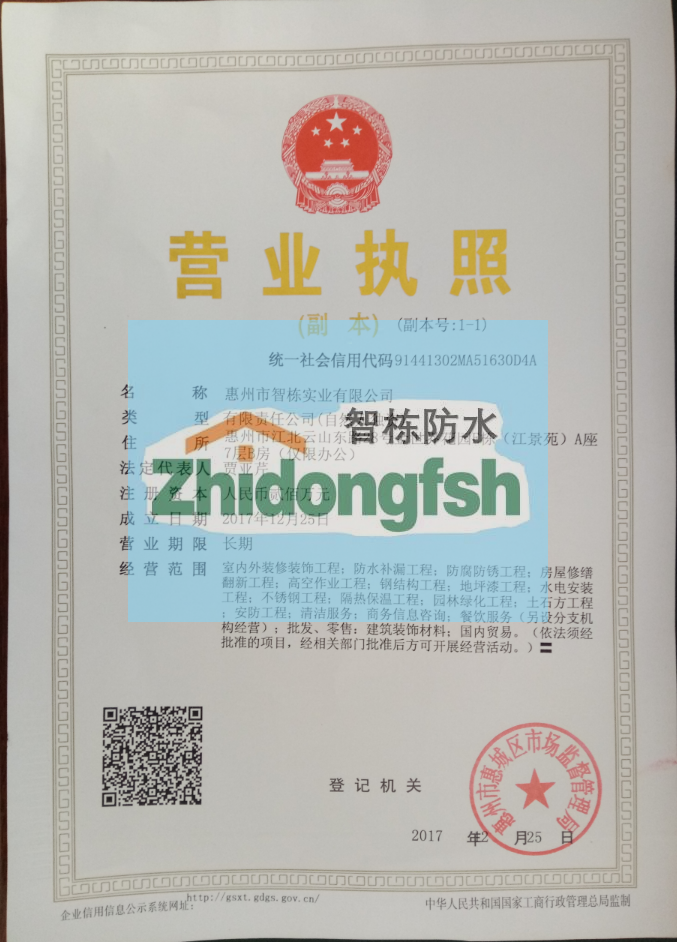 营业执照
(副 本) (副本号:1-1)
统一社会信用代码91441302MA51630D4A
名 称 惠州市智栋实业有限公司
类 型 有限责任公司(自
智栋防水
住 所 惠州市江北云山东
(江景苑) A座
7层B房 (仅限办公)
法定代表人 贾亚芹
Zhidongfsh
注册资本 人民币贰佰万元
成立日期 2017年12月25日
营业期限 长期
经营范围 室内外装修装饰工程; 防水补漏工程; 防腐防锈工程; 房屋修缮
翻新工程; 高空作业工程; 钢结构工程; 地坪漆工程; 水电安装
工程; 不锈钢工程; 隔热保温工程; 园林绿化工程; 土石方工程
; 安防工程; 清洁服务; 商务信息咨询; 餐饮服务 (另设分支机
构经营) ; 批发、零售: 建筑装饰材料; 国内贸易。(依法须经
批准的项目, 经相关部门批准后方可开展经营活动。)
登记机关
惠州市惠城区市场监督管理局
2017 年12月25日
企业信用信息公示系统网址: http://gsxt.gdgs.gov.cn/
中华人民共和国国家工商行政管理总局监制